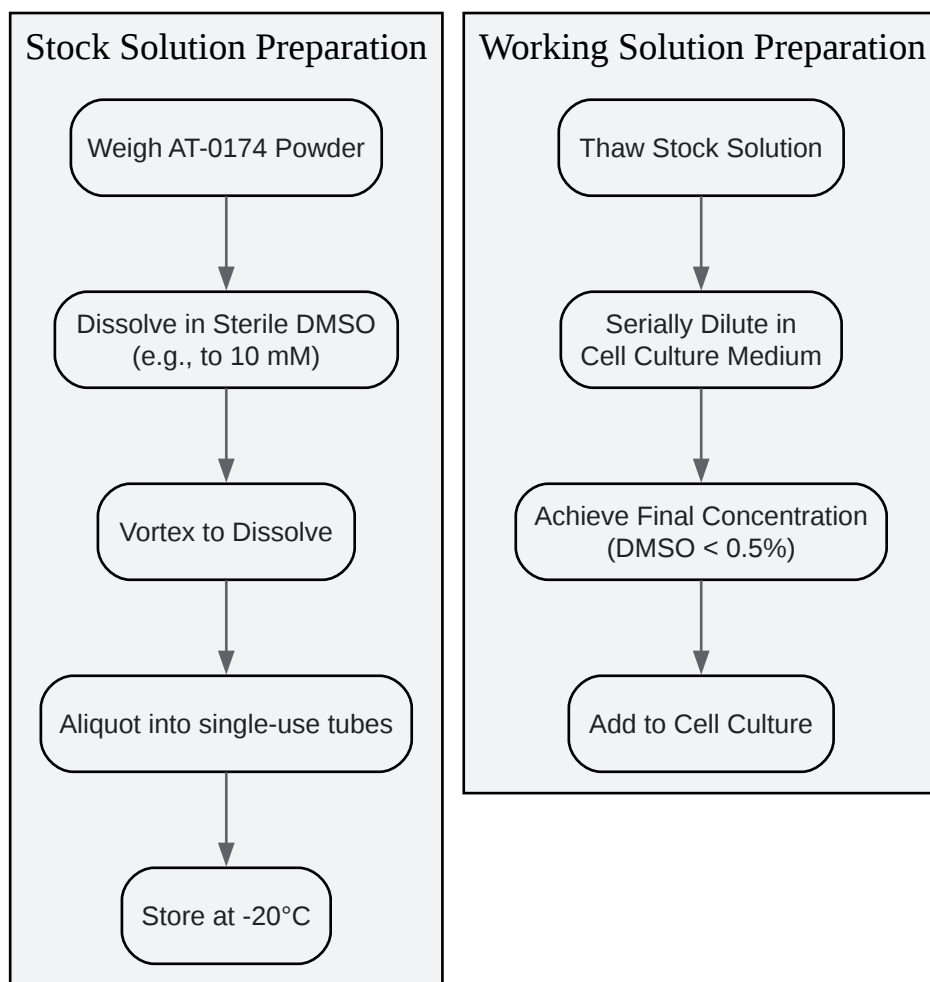 Stock Solution Preparation
Weigh AT-0174 Powder
Dissolve in Sterile DMSO
(e.g., to 10 mM)
Vortex to Dissolve
Aliquot into single-use tubes
Store at -20°C
Working Solution Preparation
Thaw Stock Solution
Serially Dilute in
Cell Culture Medium
Achieve Final Concentration
(DMSO < 0.5%)
Add to Cell Culture